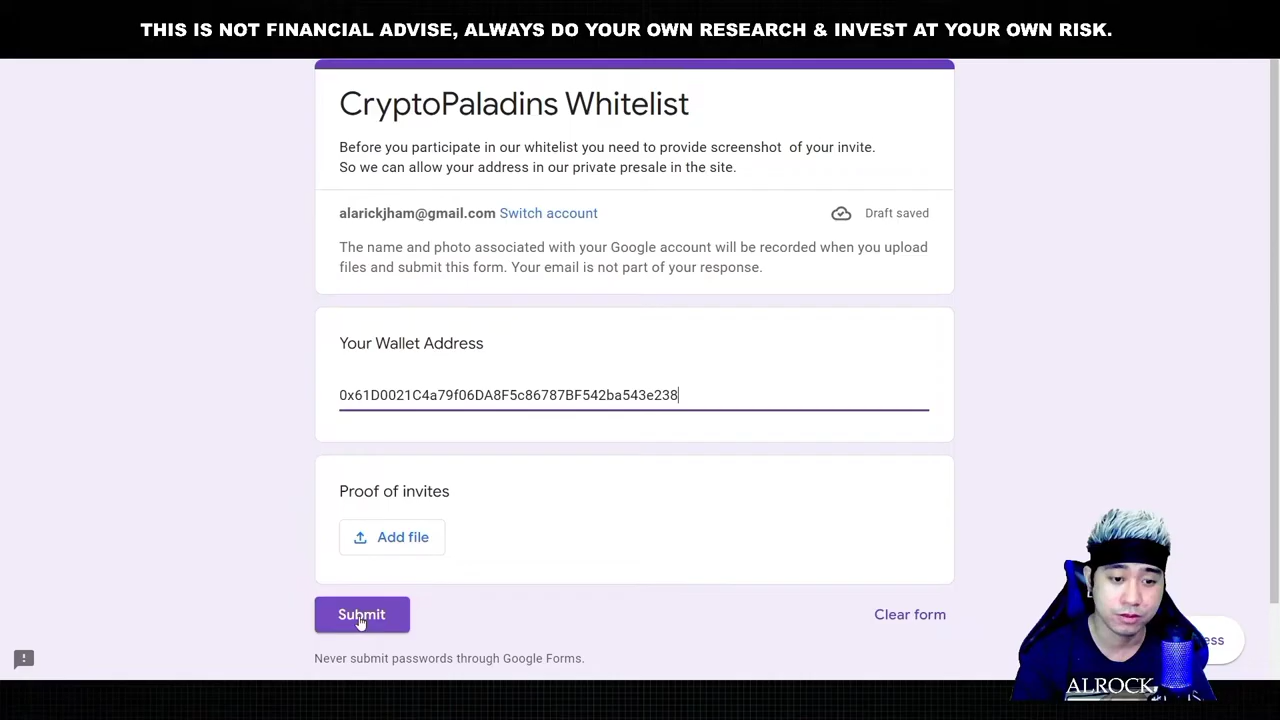 THIS IS NOT FINANCIAL ADVISE, ALWAYS DO YOUR OWN RESEARCH & INVEST AT YOUR OWN RISK.
CryptoPaladins Whitelist
Before you participate in our whitelist you need to provide screenshot of your invite.
So we can allow your address in our private presale in the site.
alarickjham@gmail.com Switch account
Draft saved
The name and photo associated with your Google account will be recorded when you upload
files and submit this form. Your email is not part of your response.
Your Wallet Address
0x61D0021C4a79f06DA8F5c86787BF542ba543e238
Proof of invites
Add file
Submit
Clear form
Never submit passwords through Google Forms.
ALROCK